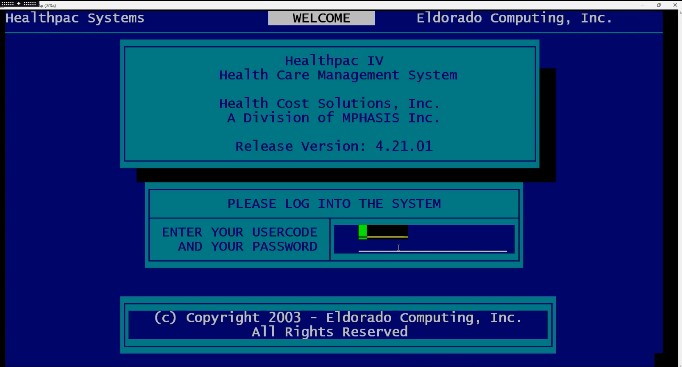 Healthpac Systems WELCOME Eldorado Computing, Inc.
Healthpac IV
Health Care Management System
Health Cost Solutions, Inc.
A Division of MPHASIS Inc.
Release Version: 4.21.01
PLEASE LOG INTO THE SYSTEM
ENTER YOUR USERCODE
AND YOUR PASSWORD
(c) Copyright 2003 - Eldorado Computing, Inc.
All Rights Reserved